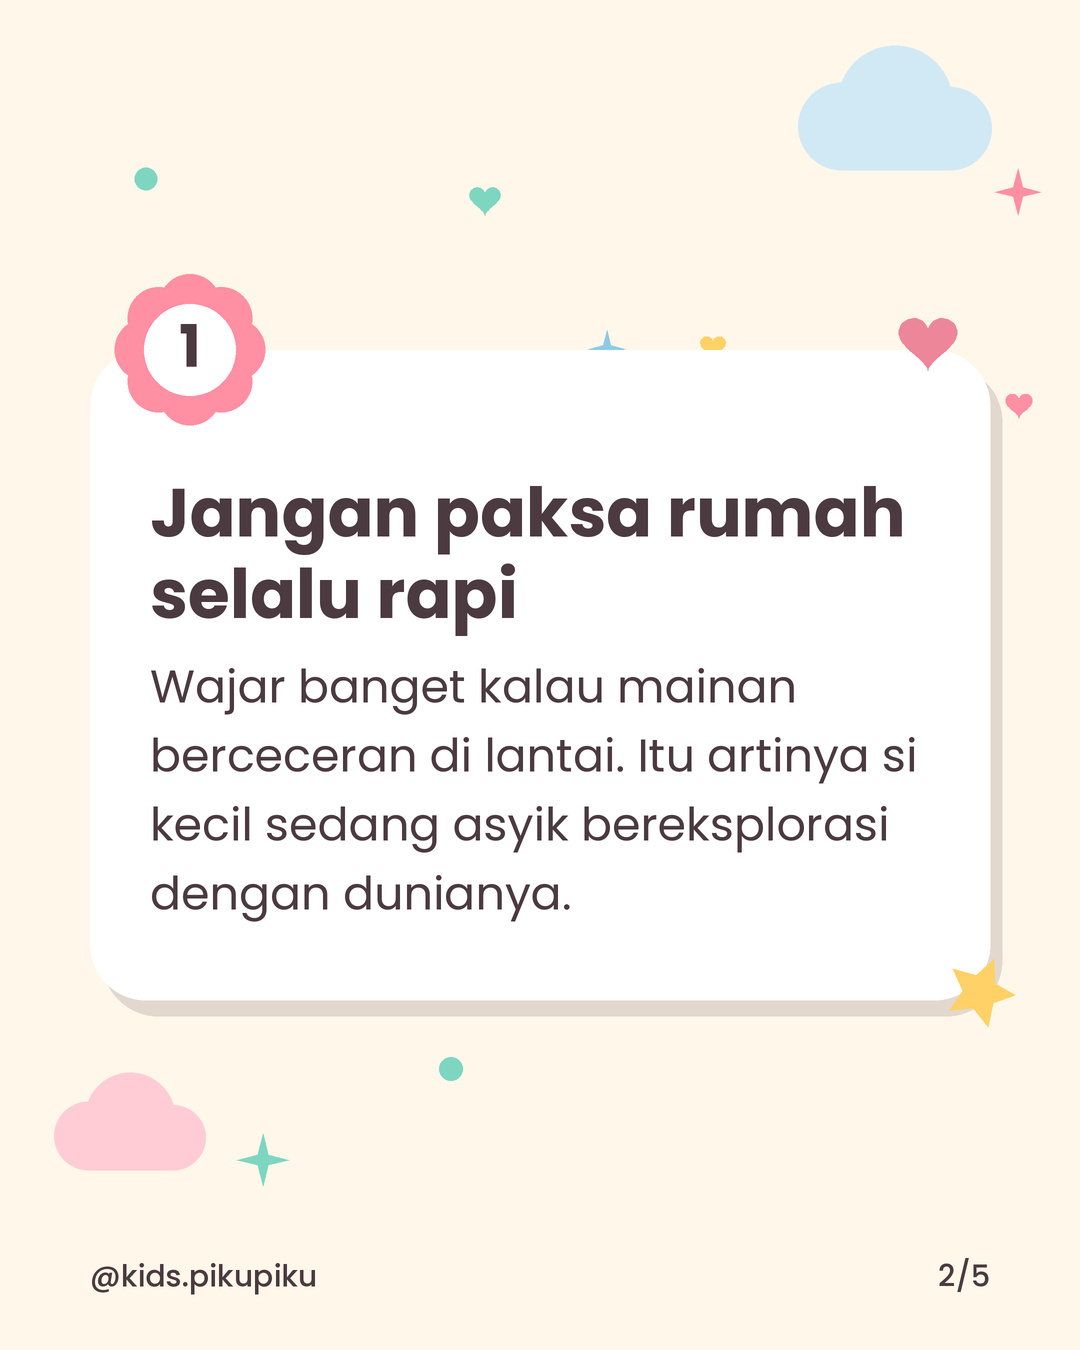 1
Jangan paksa rumah
selalu rapi
Wajar banget kalau mainan
berceceran di lantai. Itu artinya si
kecil sedang asyik bereksplorasi
dengan dunianya.
@kids.pikupiku
2/5